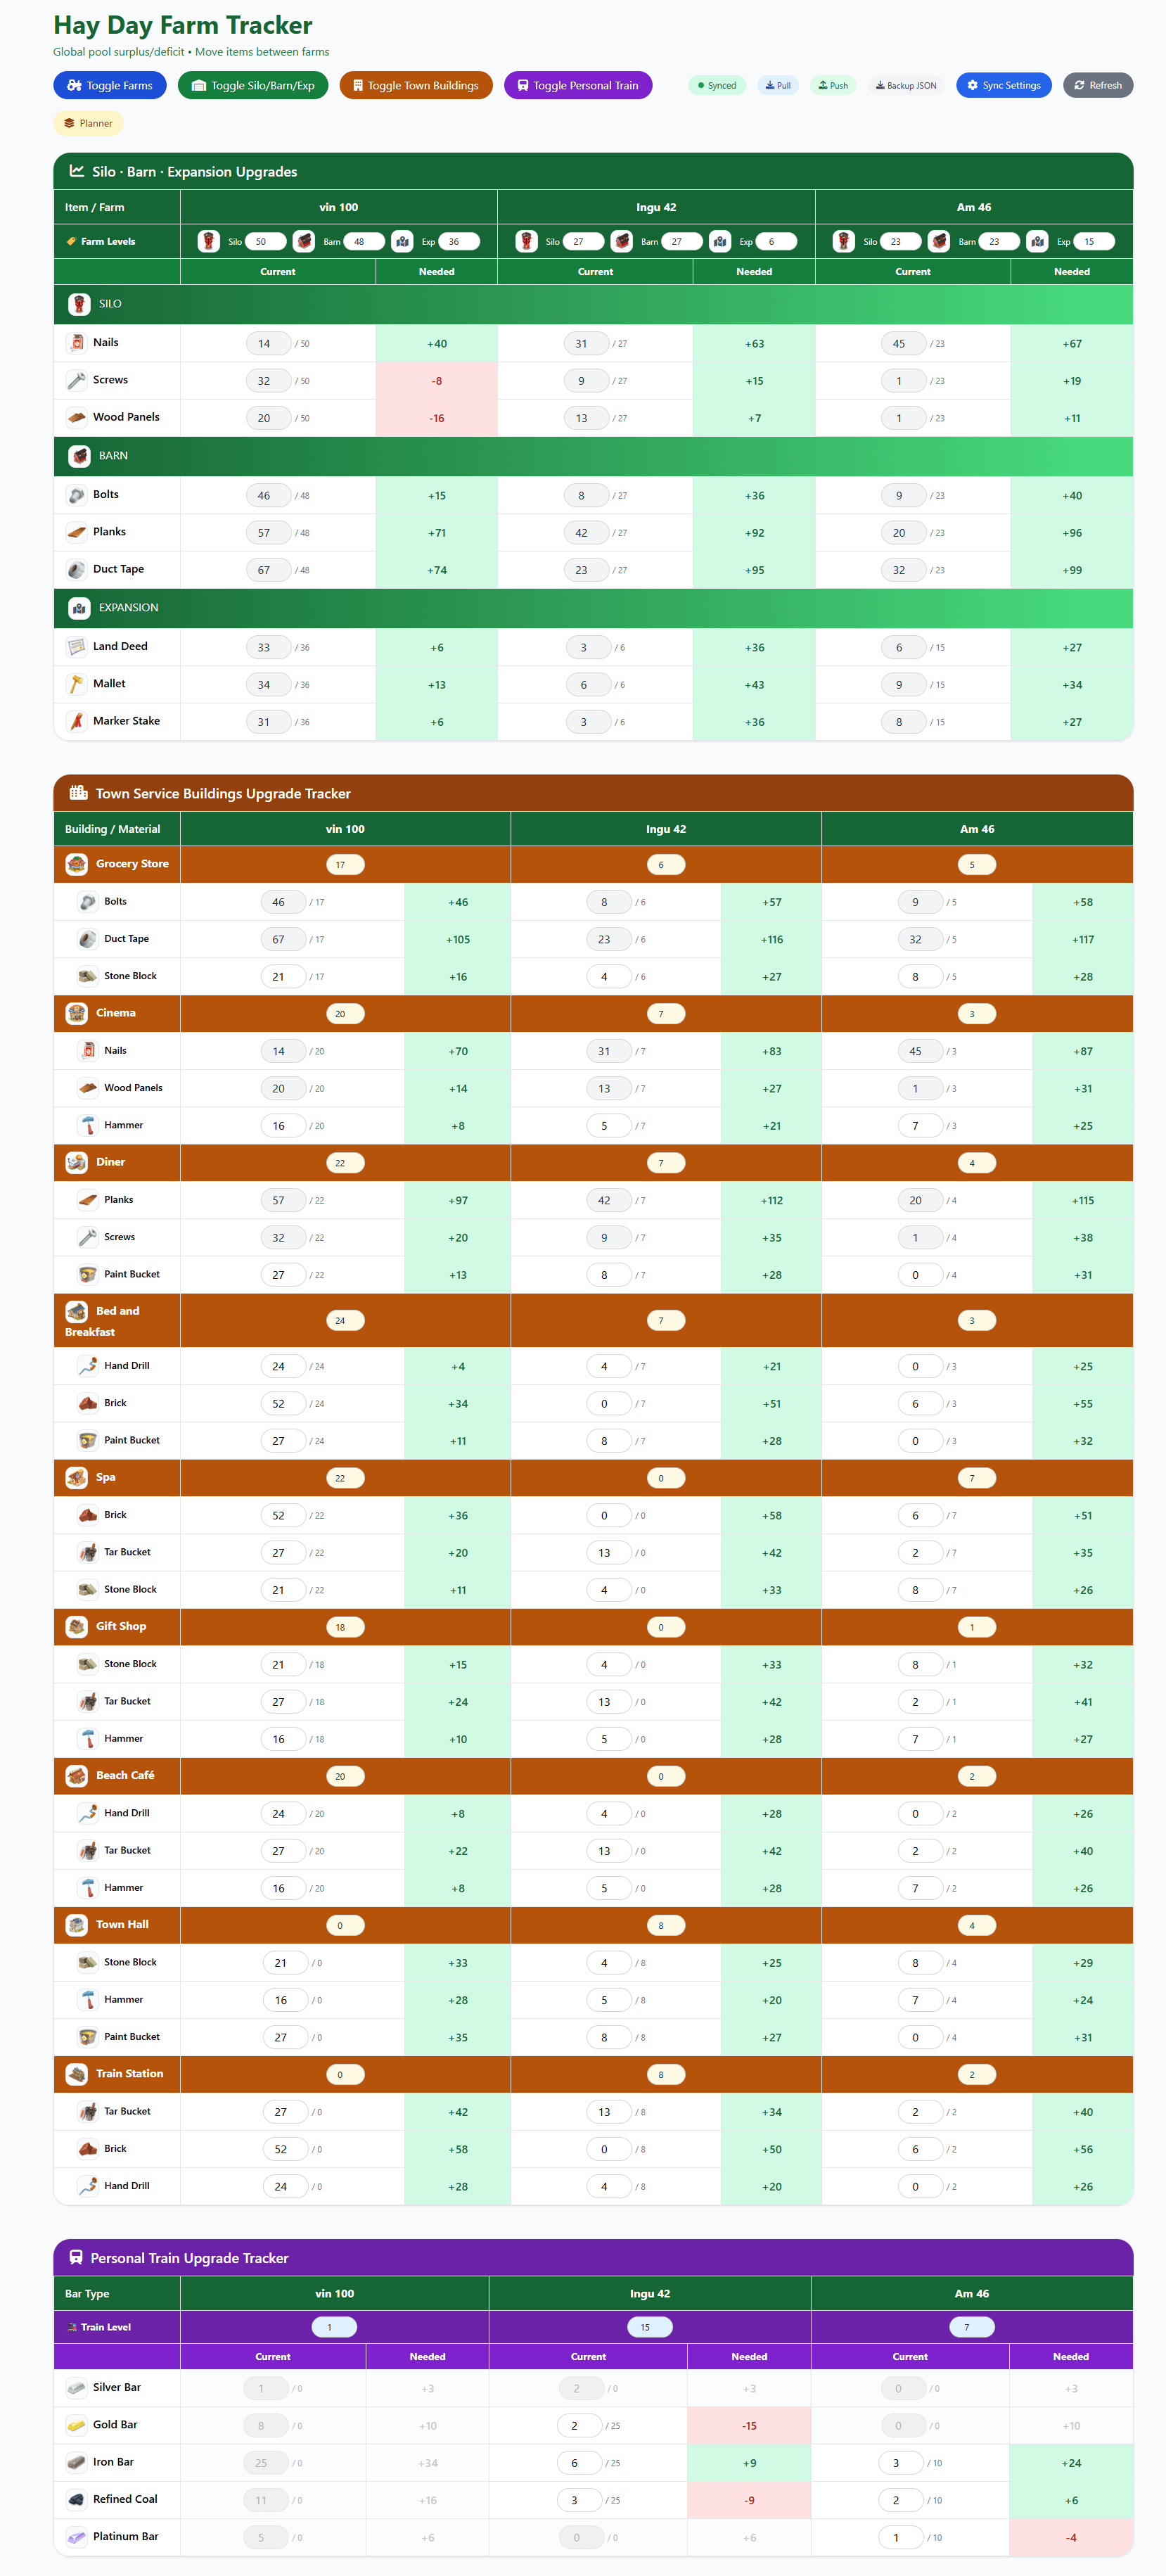 Hay Day Farm Tracker
Global pool surplus/deficit • Move items between farms
Toggle Farms Toggle Silo/Barn/Exp Toggle Town Buildings Toggle Personal Train Synced Pull Push Backup JSON Sync Settings Refresh
Planner
Silo · Barn · Expansion Upgrades
Item / Farm vin 100 Ingu 42 Am 46
Farm Levels Silo 50 Barn 48 Exp 36 Silo 27 Barn 27 Exp 6 Silo 23 Barn 23 Exp 15
Current Needed Current Needed Current Needed
SILO
Nails 14 / 50 +40 31 / 27 +63 45 / 23 +67
Screws 32 / 50 -8 9 / 27 +15 1 / 23 +19
Wood Panels 20 / 50 -16 13 / 27 +7 1 / 23 +11
BARN
Bolts 46 / 48 +15 8 / 27 +36 9 / 23 +40
Planks 57 / 48 +71 42 / 27 +92 20 / 23 +96
Duct Tape 67 / 48 +74 23 / 27 +95 32 / 23 +99
EXPANSION
Land Deed 33 / 36 +6 3 / 6 +36 6 / 15 +27
Mallet 34 / 36 +13 6 / 6 +43 9 / 15 +34
Marker Stake 31 / 36 +6 3 / 6 +36 8 / 15 +27
Town Service Buildings Upgrade Tracker
Building / Material vin 100 Ingu 42 Am 46
Grocery Store 17 6 5
Bolts 46 / 17 +46 8 / 6 +57 9 / 5 +58
Duct Tape 67 / 17 +105 23 / 6 +116 32 / 5 +117
Stone Block 21 / 17 +16 4 / 6 +27 8 / 5 +28
Cinema 20 7 3
Nails 14 / 20 +70 31 / 7 +83 45 / 3 +87
Wood Panels 20 / 20 +14 13 / 7 +27 1 / 3 +31
Hammer 16 / 20 +8 5 / 7 +21 7 / 3 +25
Diner 22 7 4
Planks 57 / 22 +97 42 / 7 +112 20 / 4 +115
Screws 32 / 22 +20 9 / 7 +35 1 / 4 +38
Paint Bucket 27 / 22 +13 8 / 7 +28 0 / 4 +31
Bed and
Breakfast 24 7 3
Hand Drill 24 / 24 +4 4 / 7 +21 0 / 3 +25
Brick 52 / 24 +34 0 / 7 +51 6 / 3 +55
Paint Bucket 27 / 24 +11 8 / 7 +28 0 / 3 +32
Spa 22 0 7
Brick 52 / 22 +36 0 / 0 +58 6 / 7 +51
Tar Bucket 27 / 22 +20 13 / 0 +42 2 / 7 +35
Stone Block 21 / 22 +11 4 / 0 +33 8 / 7 +26
Gift Shop 18 0 1
Stone Block 21 / 18 +15 4 / 0 +33 8 / 1 +32
Tar Bucket 27 / 18 +24 13 / 0 +42 2 / 1 +41
Hammer 16 / 18 +10 5 / 0 +28 7 / 1 +27
Beach Café 20 0 2
Hand Drill 24 / 20 +8 4 / 0 +28 0 / 2 +26
Tar Bucket 27 / 20 +22 13 / 0 +42 2 / 2 +40
Hammer 16 / 20 +8 5 / 0 +28 7 / 2 +26
Town Hall 0 8 4
Stone Block 21 / 0 +33 4 / 8 +25 8 / 4 +29
Hammer 16 / 0 +28 5 / 8 +20 7 / 4 +24
Paint Bucket 27 / 0 +35 8 / 8 +27 0 / 4 +31
Train Station 0 8 2
Tar Bucket 27 / 0 +42 13 / 8 +34 2 / 2 +40
Brick 52 / 0 +58 0 / 8 +50 6 / 2 +56
Hand Drill 24 / 0 +28 4 / 8 +20 0 / 2 +26
Personal Train Upgrade Tracker
Bar Type vin 100 Ingu 42 Am 46
Train Level 1 15 7
Current Needed Current Needed Current Needed
Silver Bar 1 / 0 +3 2 / 0 +3 0 / 0 +3
Gold Bar 8 / 0 +10 2 / 25 -15 0 / 0 +10
Iron Bar 25 / 0 +34 6 / 25 +9 3 / 10 +24
Refined Coal 11 / 0 +16 3 / 25 -9 2 / 10 +6
Platinum Bar 5 / 0 +6 0 / 0 +6 1 / 10 -4